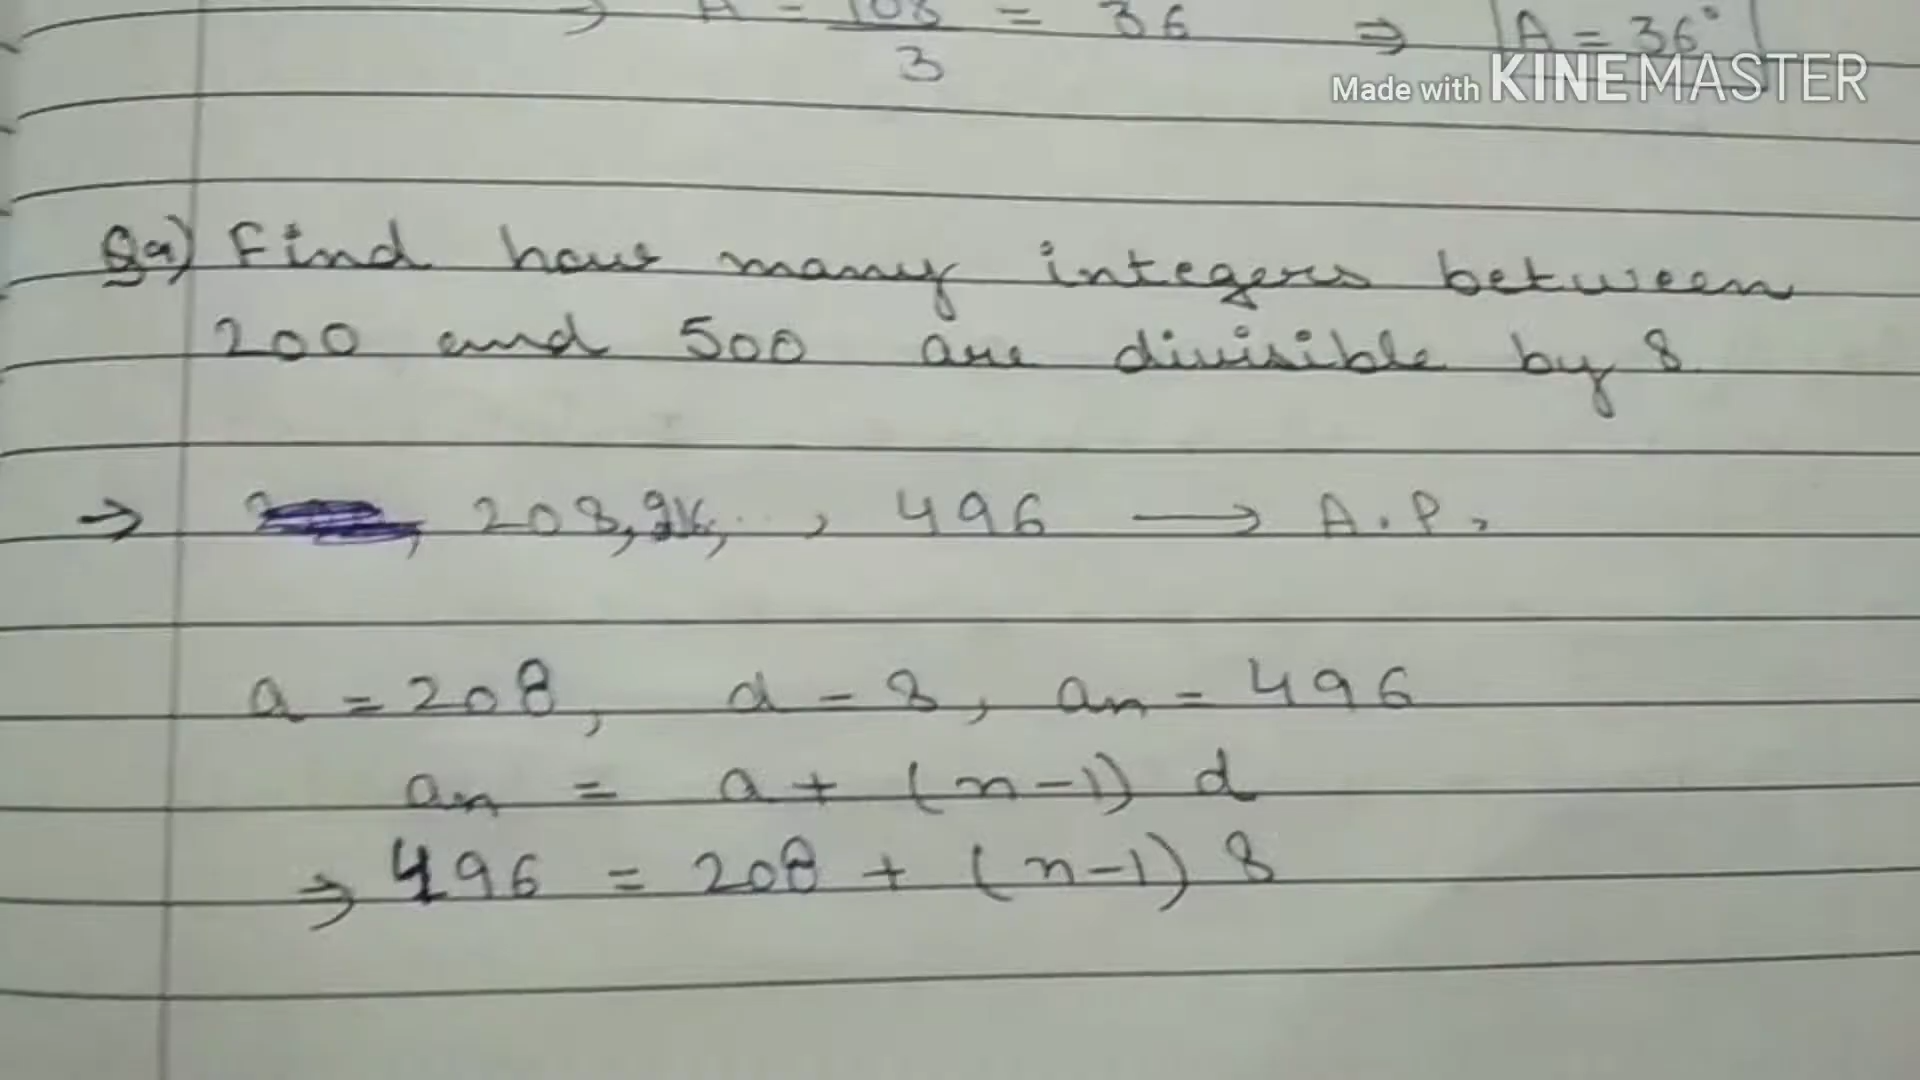 ⇒ A = 108/3 = 36 ⇒ A = 36°
Made with KINEMASTER
Q9) Find how many integers between
200 and 500 are divisible by 8
→ , 208, 216, .. , 496 → A.P.
a = 208, d = 8, an = 496
an = a + (n-1) d
⇒ 496 = 208 + (n-1) 8